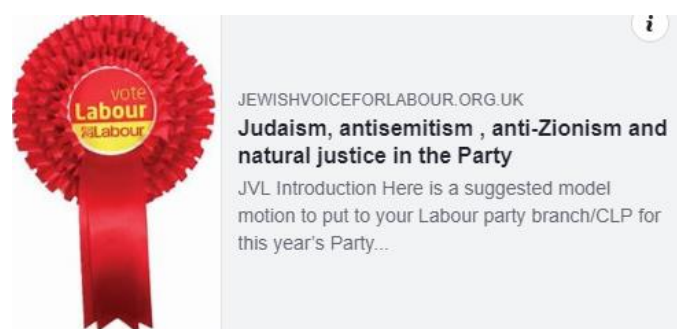 vote
Labour
Labour
i
JEWISHVOICEFORLABOUR.ORG.UK
Judaism, antisemitism , anti-Zionism and
natural justice in the Party
JVL Introduction Here is a suggested model
motion to put to your Labour party branch/CLP for
this year's Party...